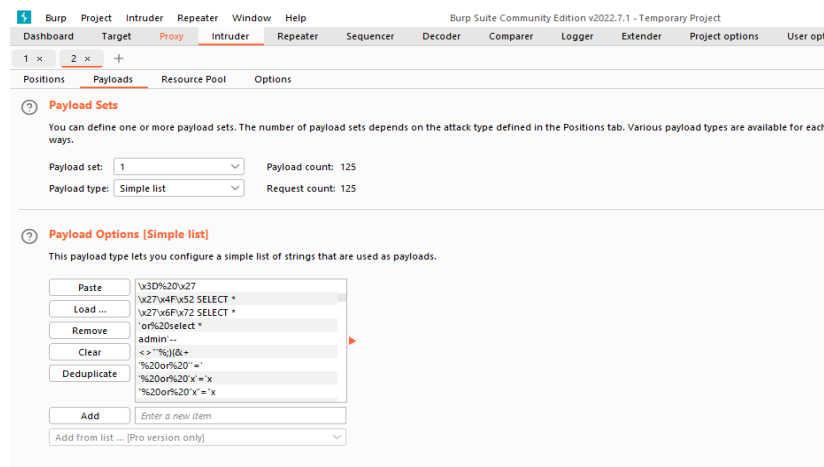 Burp Project Intruder Repeater Window Help Burp Suite Community Edition v2022.7.1 - Temporary Project
Dashboard Target Proxy Intruder Repeater Sequencer Decoder Comparer Logger Extender Project options User opt
1 × 2 × +
Positions Payloads Resource Pool Options
? Payload Sets
You can define one or more payload sets. The number of payload sets depends on the attack type defined in the Positions tab. Various payload types are available for each
ways.
Payload set: 1 Payload count: 125
Payload type: Simple list Request count: 125
? Payload Options [Simple list]
This payload type lets you configure a simple list of strings that are used as payloads.
Paste
Load ...
Remove
Clear
Deduplicate
\x3D%20\x27
\x27\x4F\x52 SELECT *
\x27\x6F\x72 SELECT *
'or%20select *
admin'--
<>"'%;)(&+
'%20or%20''='
'%20or%20'x'='x
"%20or%20"x"="x
Add Enter a new item
Add from list ... [Pro version only]